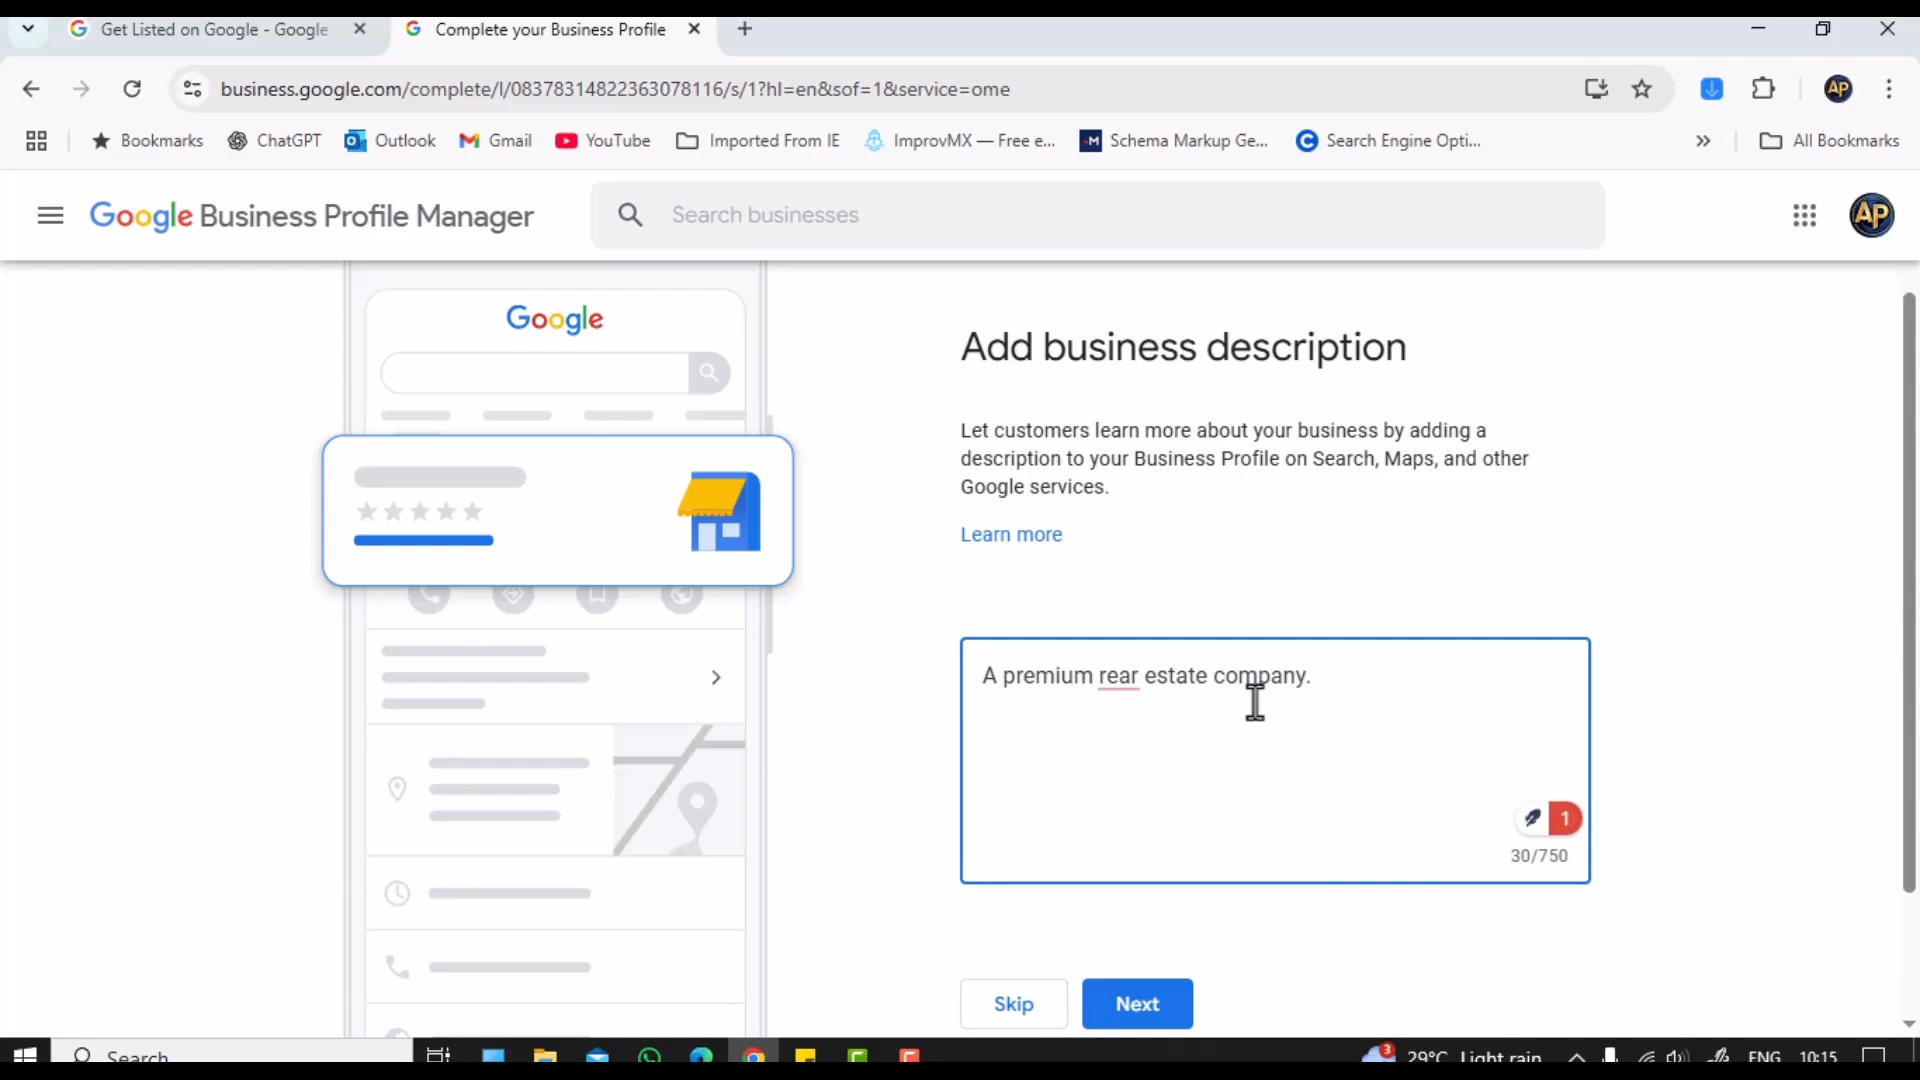 Get Listed on Google - Google
Complete your Business Profile
business.google.com/complete/l/08378314822363078116/s/1?hl=en&sof=1&service=ome
AP
Bookmarks
ChatGPT
Outlook
Gmail
YouTube
Imported From IE
ImprovMX — Free e...
Schema Markup Ge...
Search Engine Opti...
All Bookmarks
Google Business Profile Manager
Search businesses
AP
Google
Add business description
Let customers learn more about your business by adding a
description to your Business Profile on Search, Maps, and other
Google services.
Learn more
A premium rear estate company.
1
30/750
Skip
Next
Search
3
29°C Light rain
ENG
10:15